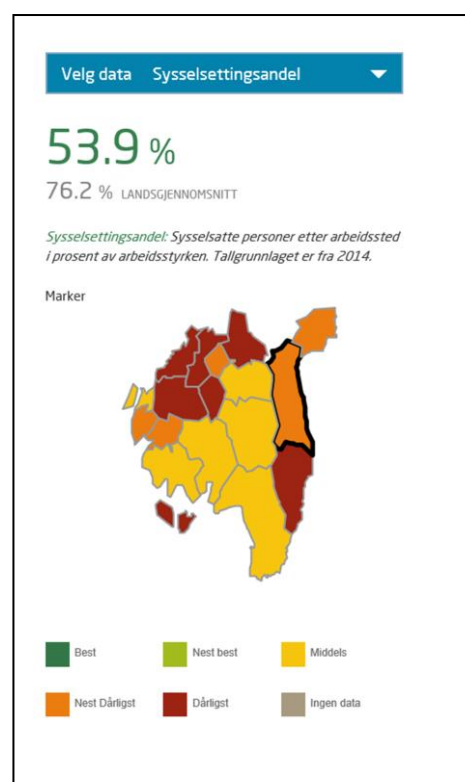 Velg data Sysselsettingsandel
53.9 %
76.2 % LANDSGJENNOMSNITT
Sysselsettingsandel: Sysselsatte personer etter arbeidssted
i prosent av arbeidsstyrken. Tallgrunnlaget er fra 2014.
Marker
Best Nest best Middels
Nest Dårligst Dårligst Ingen data